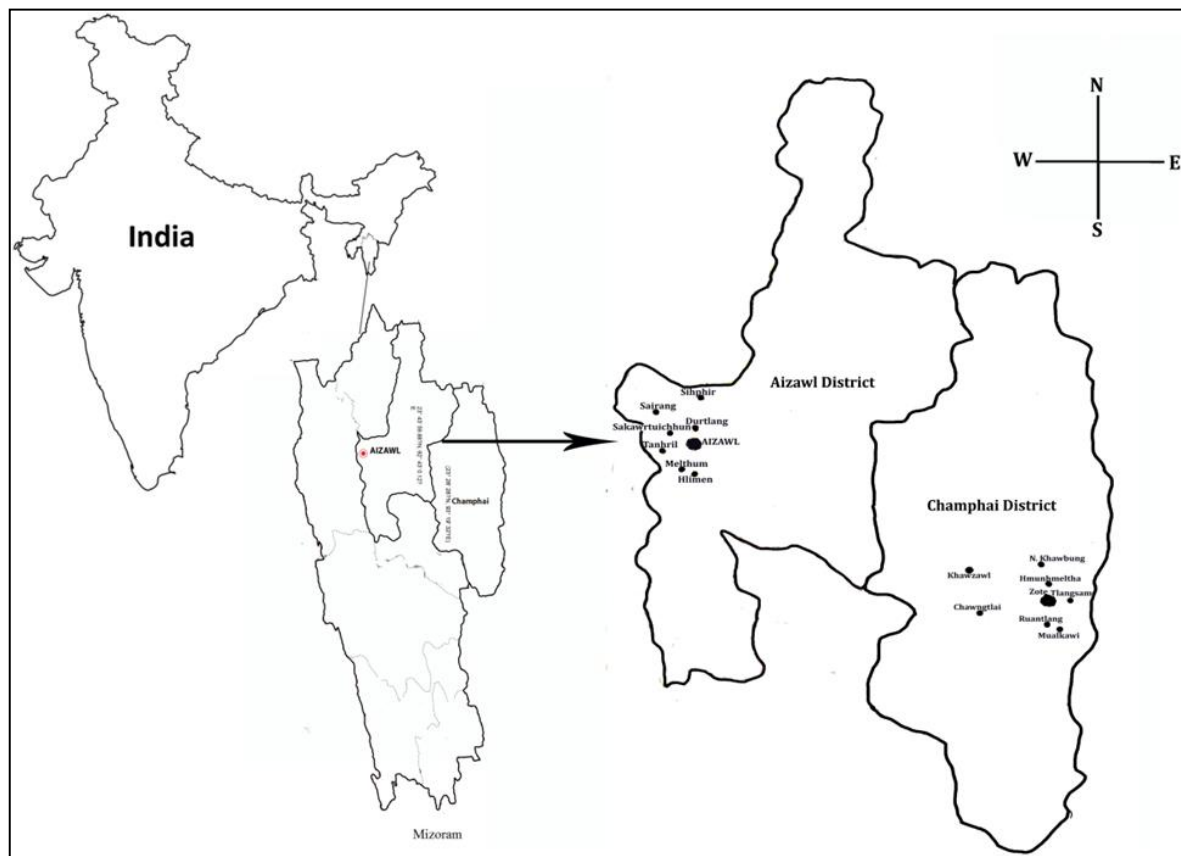 India
N
W
E
S
Aizawl District
Sihphir
Sairang
Durtlang
Sakawrtuichhun
AIZAWL
Tanhril
Melthum
Hlimen
Champhai District
N. Khawbung
Khawzawl
Hmunhmeltha
Zote Tlangsam
Chawngtlai
Ruantlang
Mualkawi
AIZAWL
Champhai
Mizoram